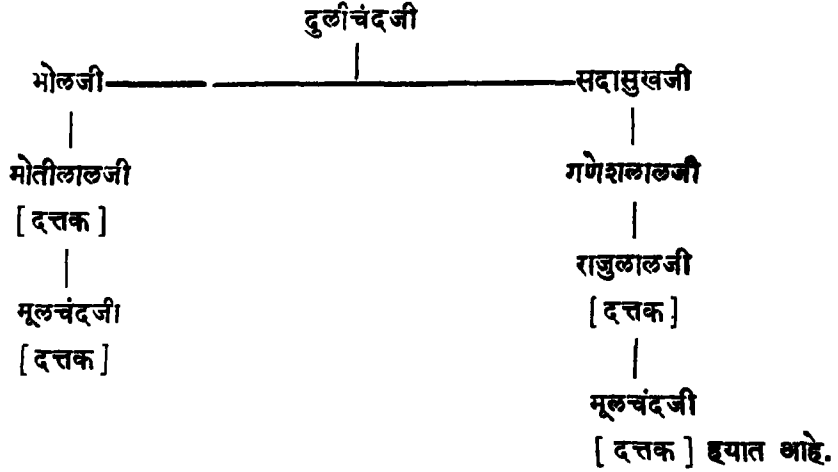 दुलीचंदजी
भोलजी सदासुखजी
मोतीलालजी गणेशलालजी
[ दत्तक ]
राजुलालजी
मूलचंदजी [ दत्तक ]
[ दत्तक ]
मूलचंदजी
[ दत्तक ] हयात आहे.